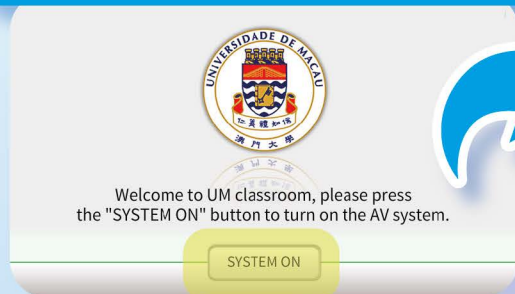 UNIVERSIDADE DE MACAU
仁義禮知信
澳門大學
Welcome to UM classroom, please press
the "SYSTEM ON" button to turn on the AV system.
SYSTEM ON